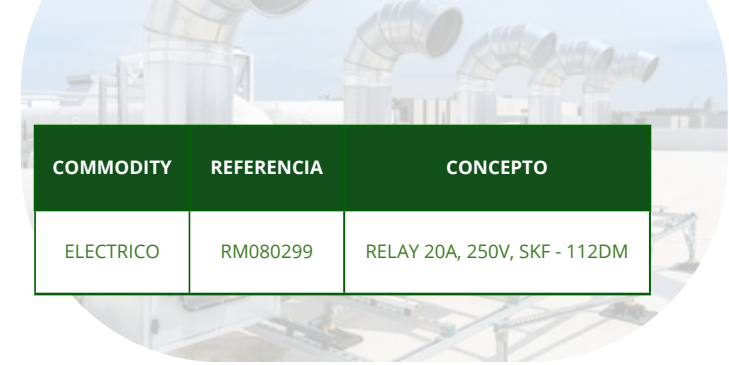 COMMODITY REFERENCIA CONCEPTO
ELECTRICO RM080299 RELAY 20A, 250V, SKF - 112DM